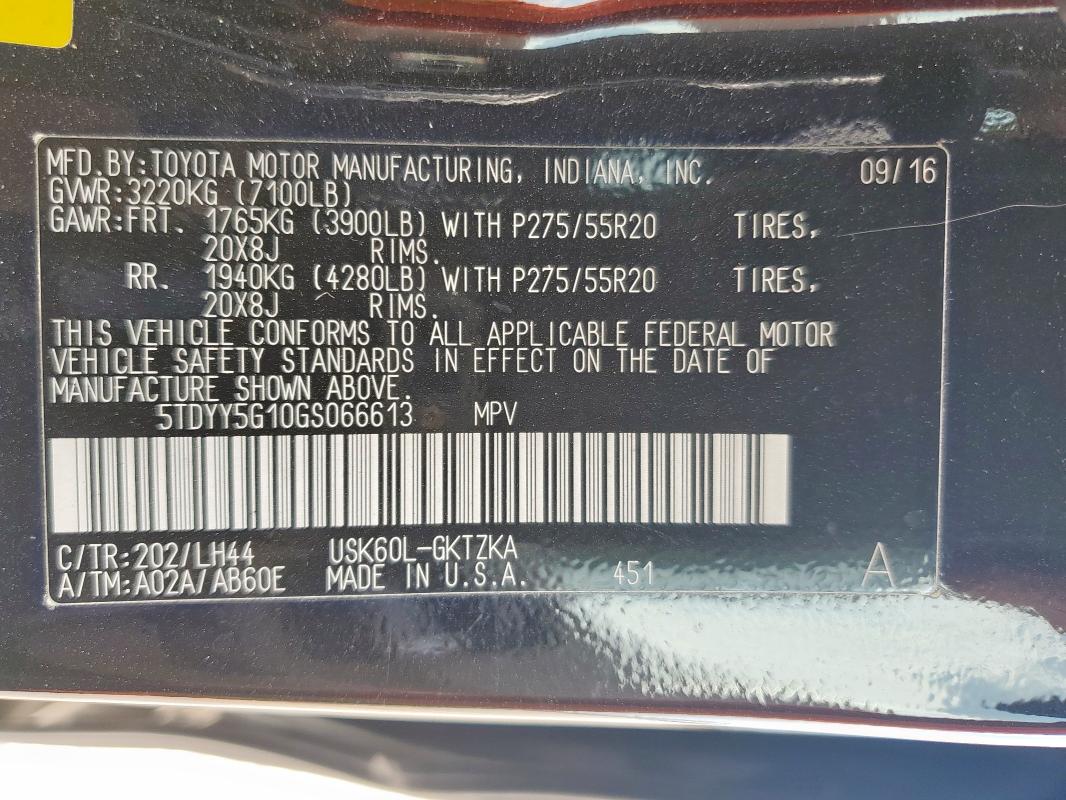 MFD.BY:TOYOTA MOTOR MANUFACTURING, INDIANA, INC. 09/16
GVWR:3220KG (7100LB)
GAWR:FRT. 1765KG (3900LB) WITH P275/55R20 TIRES,
20X8J RIMS.
RR. 1940KG (4280LB) WITH P275/55R20 TIRES,
20X8J RIMS.
THIS VEHICLE CONFORMS TO ALL APPLICABLE FEDERAL MOTOR
VEHICLE SAFETY STANDARDS IN EFFECT ON THE DATE OF
MANUFACTURE SHOWN ABOVE.
5TDYY5G10GS066613 MPV
C/TR:202/LH44 USK60L-GKTZKA
A/TM:A02A/AB60E MADE IN U.S.A. 451 A